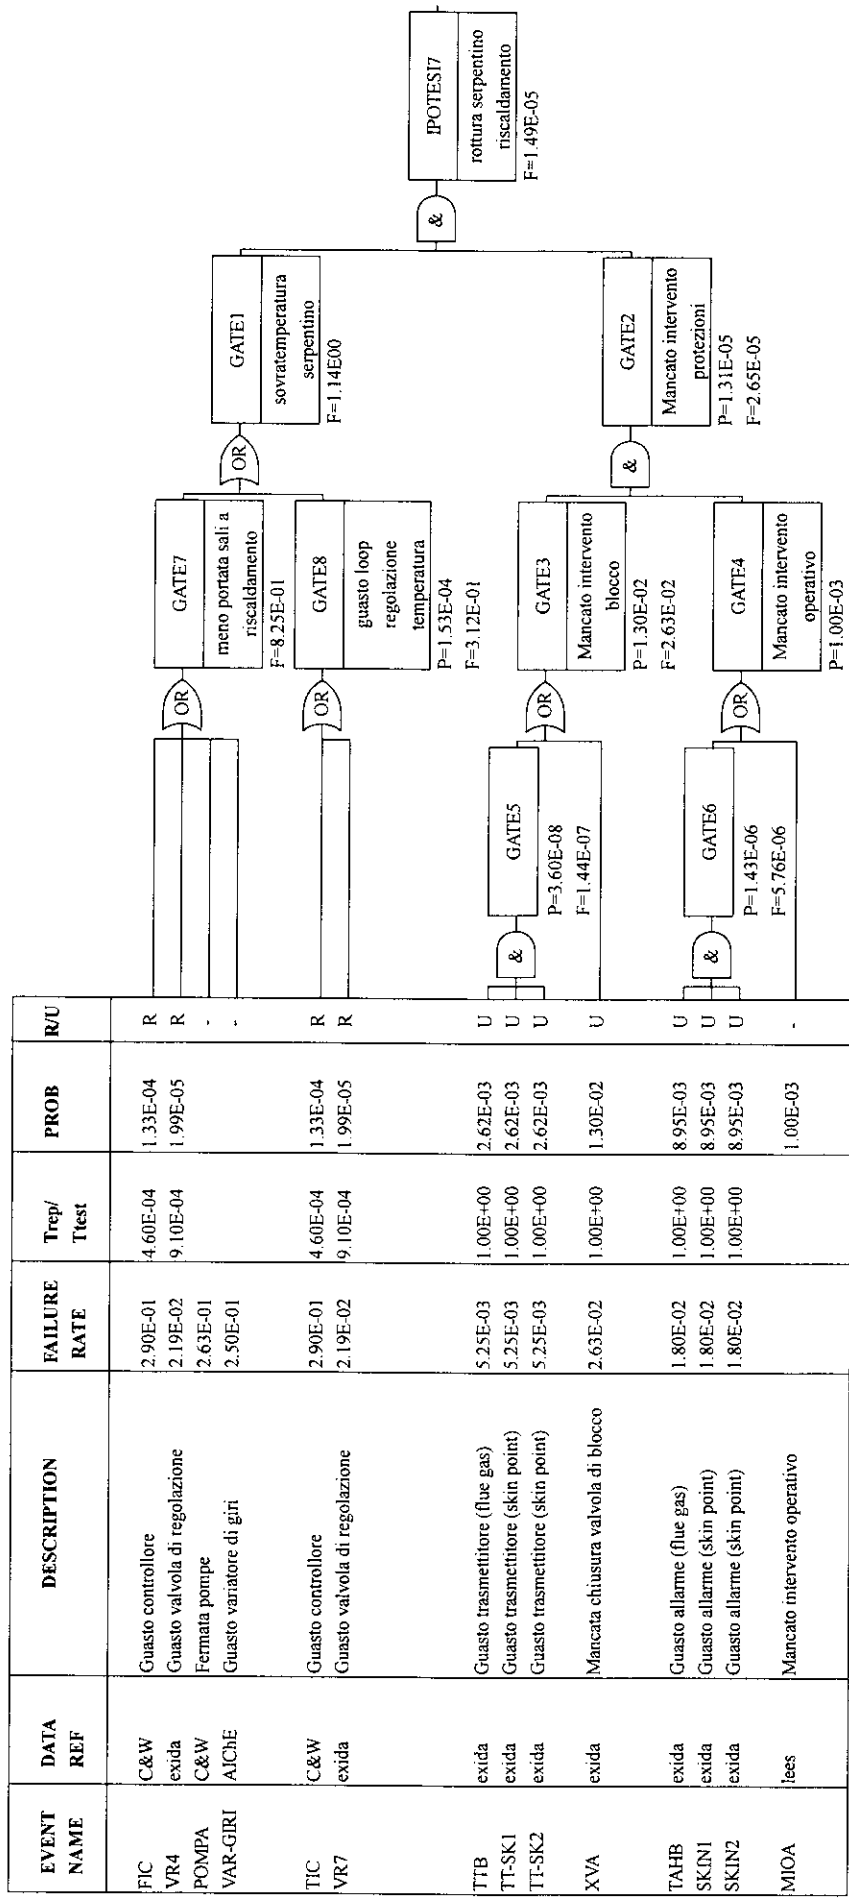 EVENT NAME DATA REF DESCRIPTION FAILURE RATE Trep/ Ttest PROB R/U
FIC C&W Guasto controllore 2.90E-01 4.60E-04 1.33E-04 R
VR4 exida Guasto valvola di regolazione 2.19E-02 9.10E-04 1.99E-05 R
POMPA C&W Fermata pompe 2.63E-01 -
VAR-GIRI AIChE Guasto variatore di giri 2.50E-01 -
TIC C&W Guasto controllore 2.90E-01 4.60E-04 1.33E-04 R
VR7 exida Guasto valvola di regolazione 2.19E-02 9.10E-04 1.99E-05 R
TTB exida Guasto trasmettitore (flue gas) 5.25E-03 1.00E+00 2.62E-03 U
TT-SK1 exida Guasto trasmettitore (skin point) 5.25E-03 1.00E+00 2.62E-03 U
TT-SK2 exida Guasto trasmettitore (skin point) 5.25E-03 1.00E+00 2.62E-03 U
XVA exida Mancata chiusura valvola di blocco 2.63E-02 1.00E+00 1.30E-02 U
TAHB exida Guasto allarme (flue gas) 1.80E-02 1.00E+00 8.95E-03 U
SKIN1 exida Guasto allarme (skin point) 1.80E-02 1.00E+00 8.95E-03 U
SKIN2 exida Guasto allarme (skin point) 1.80E-02 1.00E+00 8.95E-03 U
MIOA lees Mancato intervento operativo 1.00E-03 -
&
GATE5
P=3.60E-08
F=1.44E-07
&
GATE6
P=1.43E-06
F=5.76E-06
OR
GATE7
meno portata sali a
riscaldamento
F=8.25E-01
OR
GATE8
guasto loop
regolazione
temperatura
P=1.53E-04
F=3.12E-01
OR
GATE3
Mancato intervento
blocco
P=1.30E-02
F=2.63E-02
OR
GATE4
Mancato intervento
operativo
P=1.00E-03
OR
GATE1
sovratemperatura
serpentino
F=1.14E00
&
GATE2
Mancato intervento
protezioni
P=1.31E-05
F=2.65E-05
&
IPOTESI7
rottura serpentino
riscaldamento
F=1.49E-05